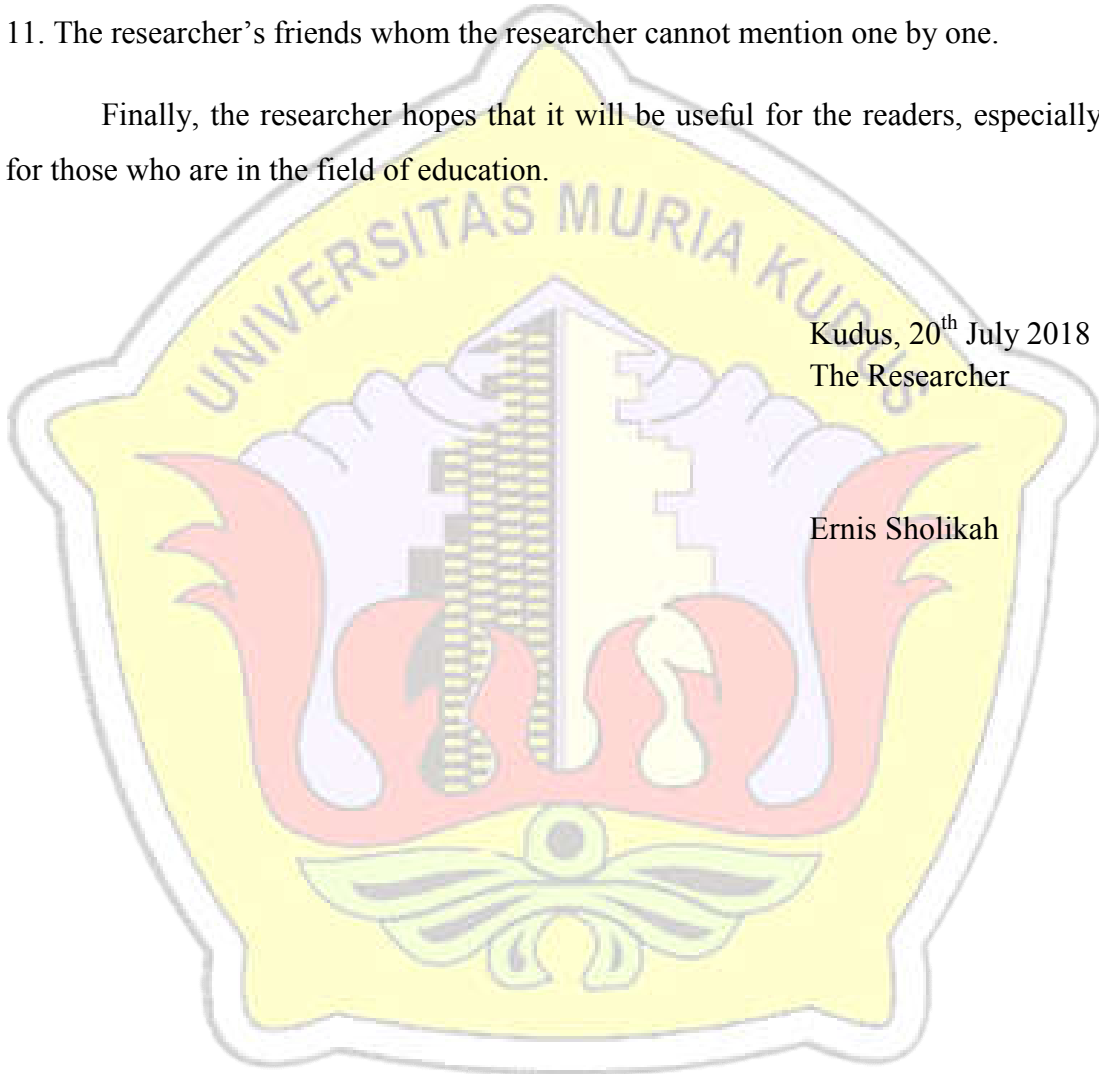 11. The researcher’s friends whom the researcher cannot mention one by one.
Finally, the researcher hopes that it will be useful for the readers, especially
for those who are in the field of education.
UNIVERSITAS MURIA KUDUS
Kudus, 20th July 2018
The Researcher
Ernis Sholikah